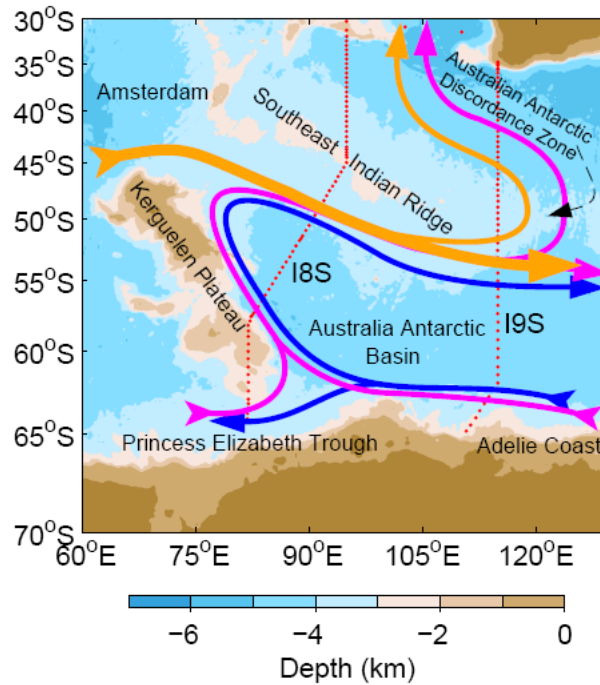 30°S
35°S
40°S
45°S
50°S
55°S
60°S
65°S
70°S
60°E
75°E
90°E
105°E
120°E
Amsterdam
Southeast Indian Ridge
Australian Antarctic
Discordance Zone
Kerguelen Plateau
I8S
I9S
Australia Antarctic
Basin
Princess Elizabeth Trough
Adelie Coast
−6
−4
−2
0
Depth (km)